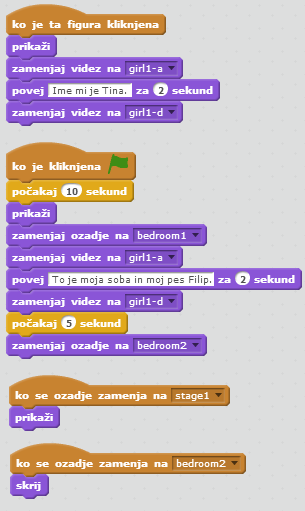 ko je ta figura kliknjena
prikaži
zamenjaj videz na girl1-a
povej Ime mi je Tina. za 2 sekund
zamenjaj videz na girl1-d
ko je kliknjena
počakaj 10 sekund
prikaži
zamenjaj ozadje na bedroom1
zamenjaj videz na girl1-a
povej To je moja soba in moj pes Filip. za 2 sekund
zamenjaj videz na girl1-d
počakaj 5 sekund
zamenjaj ozadje na bedroom2
ko se ozadje zamenja na stage1
prikaži
ko se ozadje zamenja na bedroom2
skrij